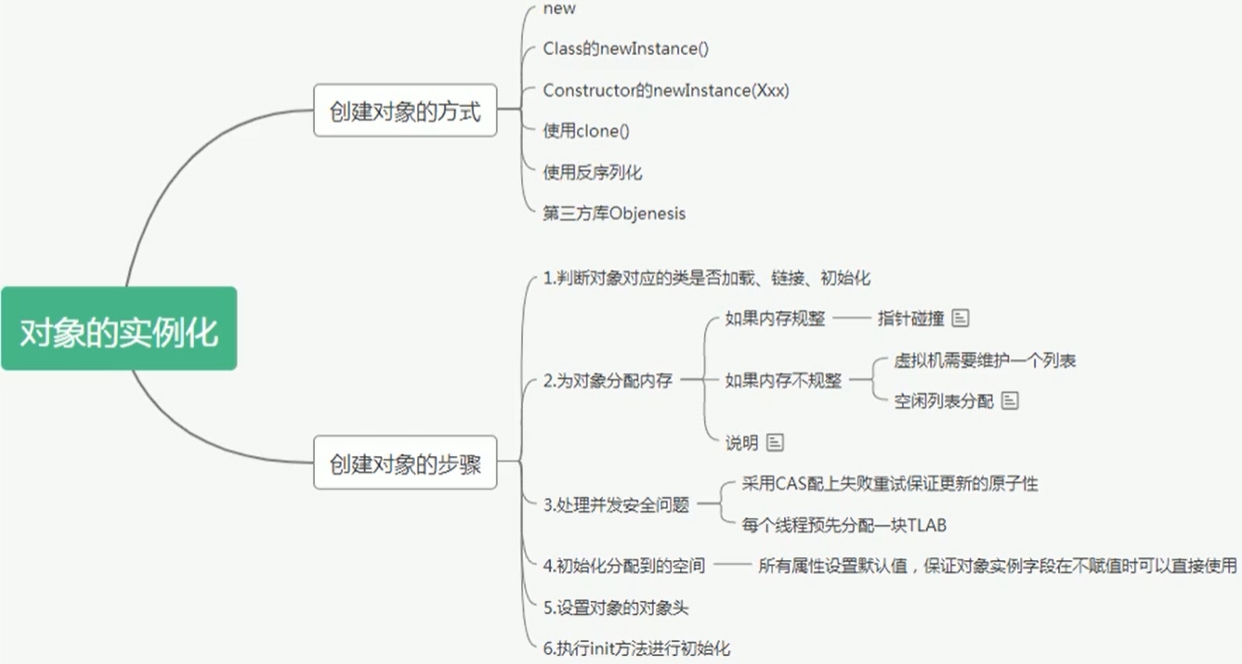 对象的实例化
创建对象的方式
new
Class的newInstance()
Constructor的newInstance(Xxx)
使用clone()
使用反序列化
第三方库Objenesis
创建对象的步骤
1.判断对象对应的类是否加载、链接、初始化
2.为对象分配内存
如果内存规整
指针碰撞
如果内存不规整
虚拟机需要维护一个列表
空闲列表分配
说明
3.处理并发安全问题
采用CAS配上失败重试保证更新的原子性
每个线程预先分配一块TLAB
4.初始化分配到的空间
所有属性设置默认值，保证对象实例字段在不赋值时可以直接使用
5.设置对象的对象头
6.执行init方法进行初始化